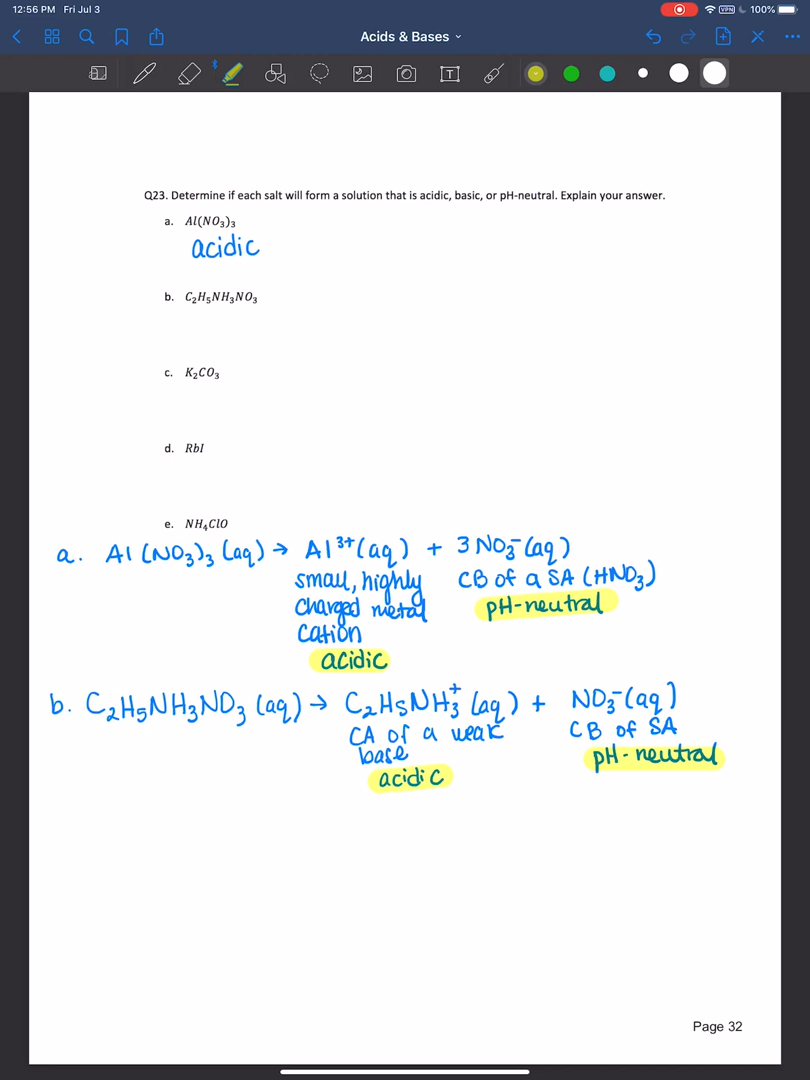 12:56 PM Fri Jul 3
VPN 100%
Acids & Bases
T
Q23. Determine if each salt will form a solution that is acidic, basic, or pH-neutral. Explain your answer.
a. Al(NO₃)₃
acidic
b. C₂H₅NH₃NO₃
c. K₂CO₃
d. RbI
e. NH₄ClO
a. Al(NO₃)₃ (aq) → Al³⁺(aq) + 3 NO₃⁻(aq)
small, highly CB of a SA (HNO₃)
charged metal pH-neutral
cation
acidic
b. C₂H₅NH₃NO₃ (aq) → C₂H₅NH₃⁺ (aq) + NO₃⁻(aq)
CA of a weak CB of SA
base pH-neutral
acidic
Page 32